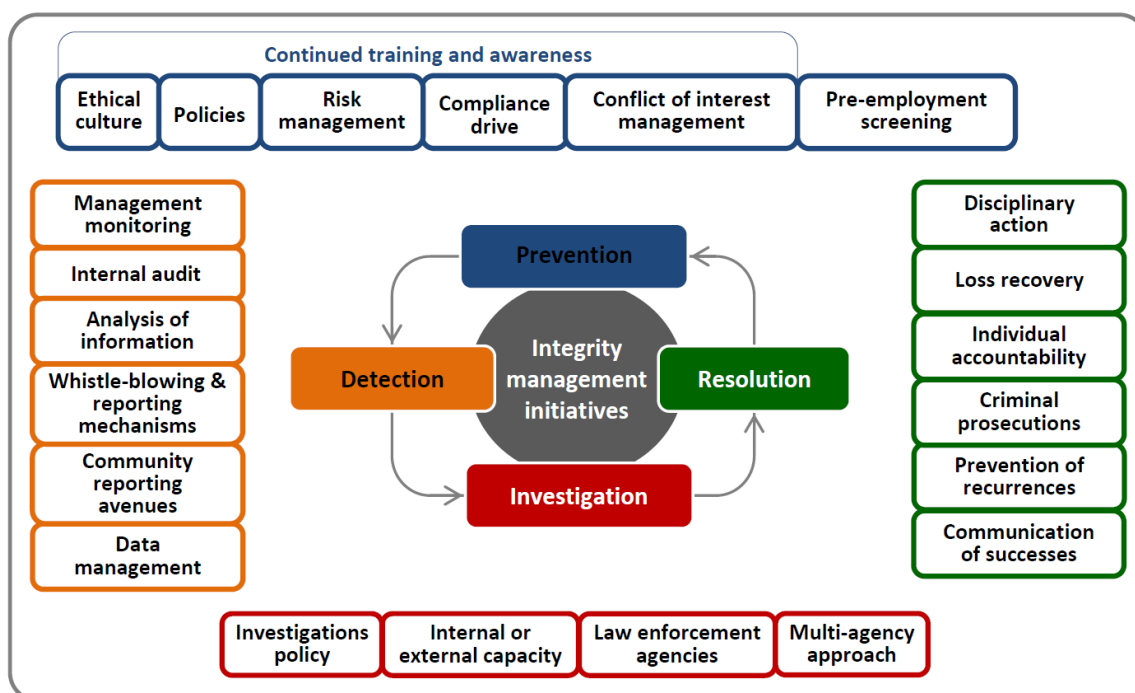 Continued training and awareness
Ethical
culture
Policies
Risk
management
Compliance
drive
Conflict of interest
management
Pre-employment
screening
Management
monitoring
Internal audit
Analysis of
information
Whistle-blowing &
reporting
mechanisms
Community
reporting
avenues
Data
management
Prevention
Detection
Integrity
management
initiatives
Resolution
Investigation
Disciplinary
action
Loss recovery
Individual
accountability
Criminal
prosecutions
Prevention of
recurrences
Communication
of successes
Investigations
policy
Internal or
external capacity
Law enforcement
agencies
Multi-agency
approach